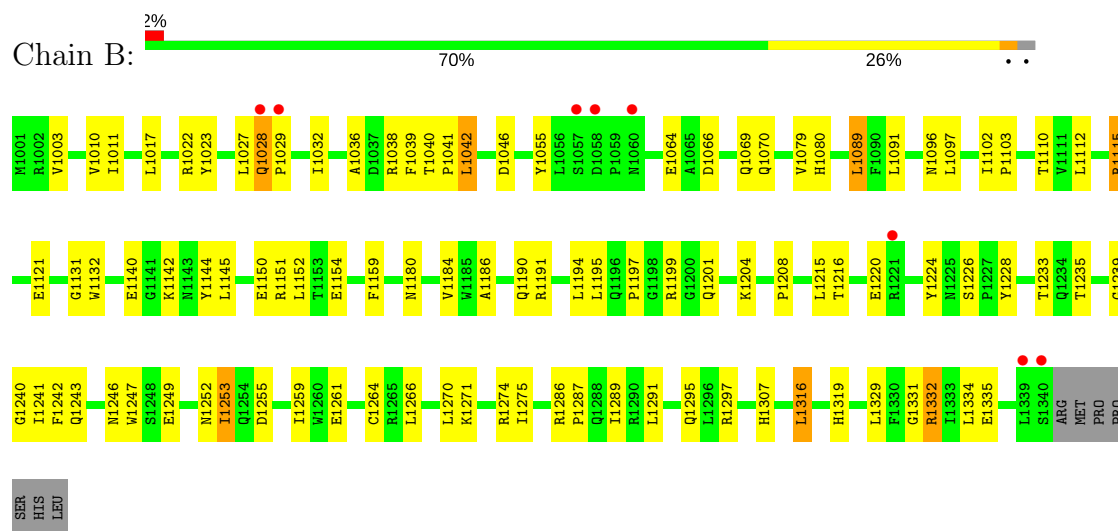 2%
Chain B:
70% 26% • •
M1001 R1002 V1003 V1010 I1011 L1017 R1022 Y1023 L1027 Q1028 P1029 I1032 A1036 D1037 R1038 F1039 T1040 P1041 L1042 D1046 Y1055 L1056 S1057 D1058 P1059 N1060 E1064 A1065 D1066 Q1069 Q1070 V1079 H1080 L1089 F1090 L1091 N1096 L1097 I1102 P1103 T1110 V1111 L1112 R1115
E1121 G1131 W1132 E1140 G1141 K1142 N1143 Y1144 L1145 E1150 R1151 L1152 T1153 E1154 F1159 N1180 V1184 W1185 A1186 Q1190 R1191 L1194 L1195 Q1196 P1197 G1198 R1199 G1200 Q1201 K1204 P1208 L1215 T1216 E1220 R1221 Y1224 N1225 S1226 P1227 Y1228 T1233 Q1234 T1235 G1239
G1240 I1241 F1242 Q1243 N1246 W1247 S1248 E1249 N1252 I1253 Q1254 D1255 I1259 W1260 E1261 C1264 R1265 L1266 L1270 K1271 R1274 I1275 R1286 P1287 Q1288 I1289 R1290 L1291 Q1295 L1296 R1297 H1307 L1316 H1319 L1329 F1330 G1331 R1332 I1333 L1334 E1335 L1339 S1340 ARG MET PRO PRO
SER HIS LEU